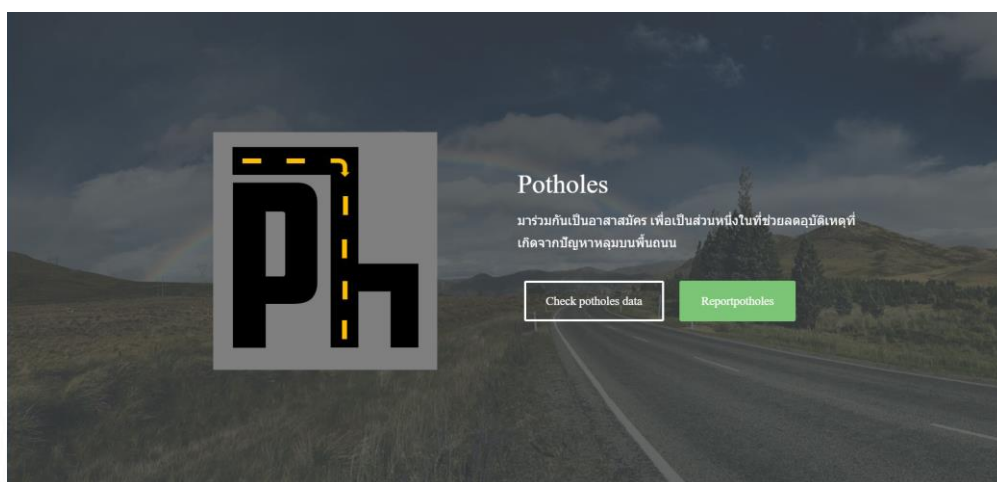 Ph
Potholes
มาร่วมกันเป็นอาสาสมัคร เพื่อเป็นส่วนหนึ่งในที่ช่วยลดอุบัติเหตุที่
เกิดจากปัญหาหลุมบนพื้นถนน
Check potholes data
Reportpotholes